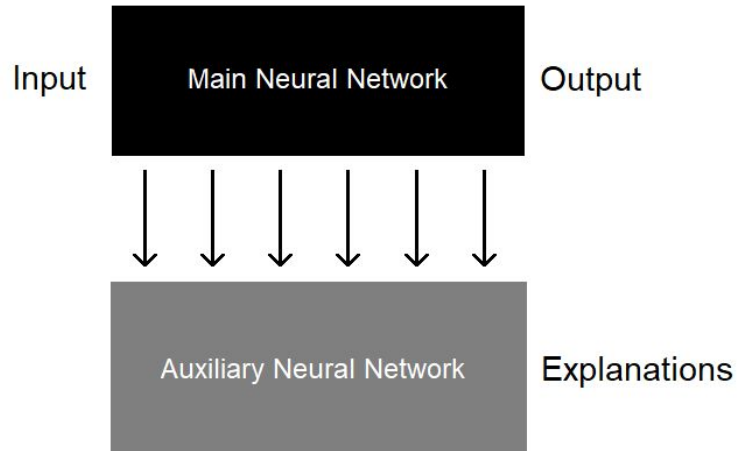 Input
Main Neural Network
Output
Auxiliary Neural Network
Explanations